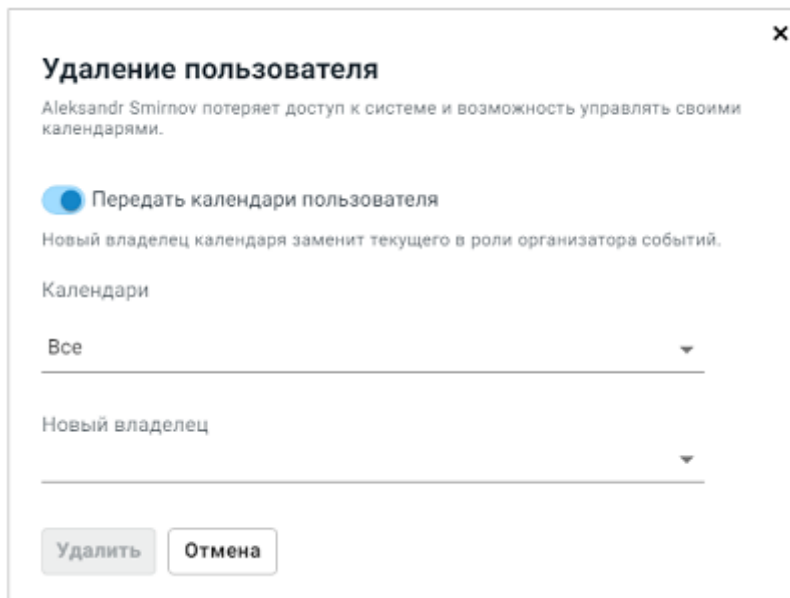 Удаление пользователя
Aleksandr Smirnov потеряет доступ к системе и возможность управлять своими
календарями.
Передать календари пользователя
Новый владелец календаря заменит текущего в роли организатора событий.
Календари
Все
Новый владелец
Удалить Отмена